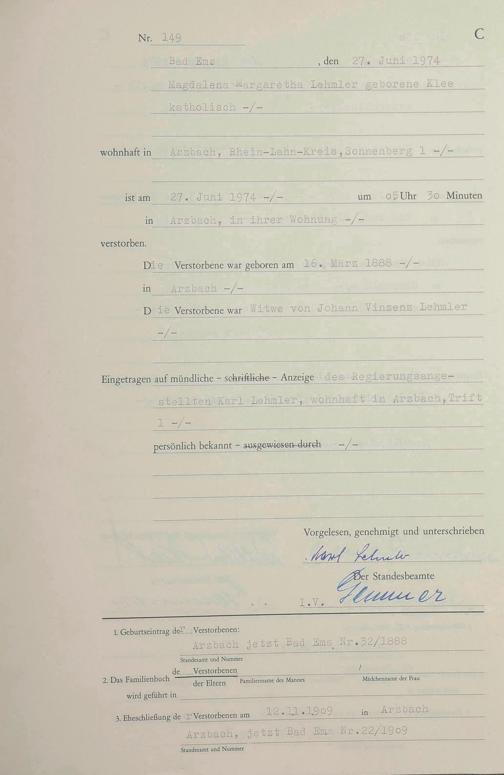 Nr. 149
C
Bad Ems , den 27. Juni 1974
Magdalena Margaretha Lehmler geborene Klee
katholisch -/-
wohnhaft in Arzbach, Rhein-Lahn-Kreis,Sonnenberg 1 -/-
ist am 27. Juni 1974 -/- um 05 Uhr 30 Minuten
in Arzbach, in ihrer Wohnung -/-
verstorben.
Die Verstorbene war geboren am 16. März 1888 -/-
in Arzbach -/-
D ie Verstorbene war Witwe von Johann Vinzens Lehmler
-/-
Eingetragen auf mündliche – schriftliche – Anzeige des Regierungsange-
stellten Karl Lehmler, wohnhaft in Arzbach,Trift
1 -/-
persönlich bekannt – ausgewiesen durch -/-
Vorgelesen, genehmigt und unterschrieben
Karl Lehmler
Der Standesbeamte
I.V.
1. Geburtseintrag der Verstorbenen:
Arzbach jetzt Bad Ems Nr.32/1888
Standesamt und Nummer
de Verstorbenen /
2. Das Familienbuch der Eltern Familienname des Mannes Mädchenname der Frau
wird geführt in
3. Eheschließung de r Verstorbenen am 12.11.1909 in Arzbach
Arzbach, jetzt Bad Ems Nr.22/1909
Standesamt und Nummer